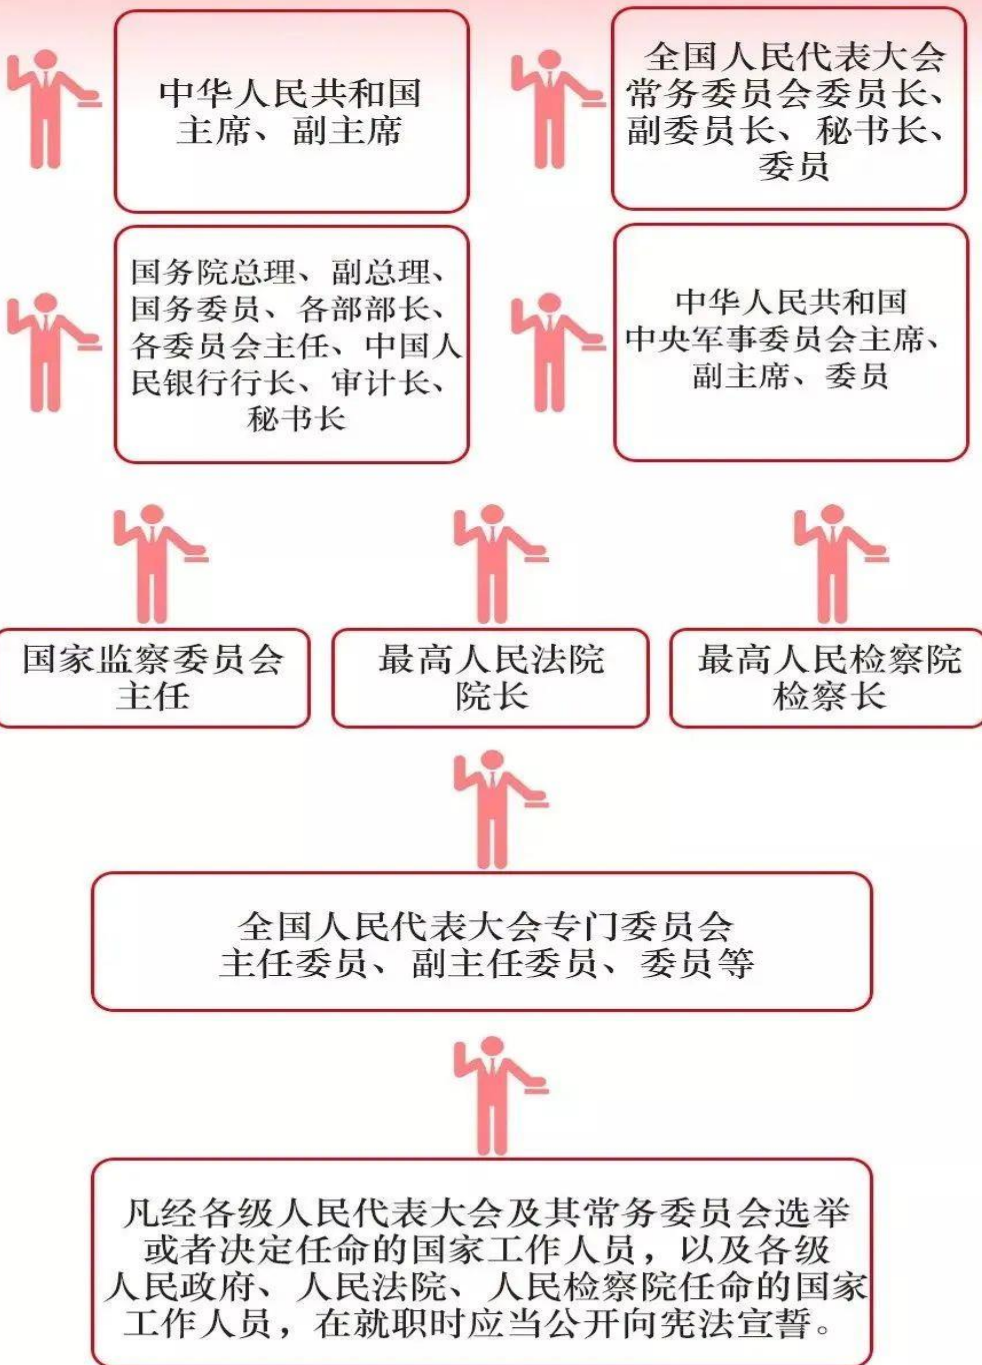 中华人民共和国
主席、副主席
全国人民代表大会
常务委员会委员长、
副委员长、秘书长、
委员
国务院总理、副总理、
国务委员、各部部长、
各委员会主任、中国人
民银行行长、审计长、
秘书长
中华人民共和国
中央军事委员会主席、
副主席、委员
国家监察委员会
主任
最高人民法院
院长
最高人民检察院
检察长
全国人民代表大会专门委员会
主任委员、副主任委员、委员等
凡经各级人民代表大会及其常务委员会选举
或者决定任命的国家工作人员，以及各级
人民政府、人民法院、人民检察院任命的国家
工作人员，在就职时应当公开向宪法宣誓。